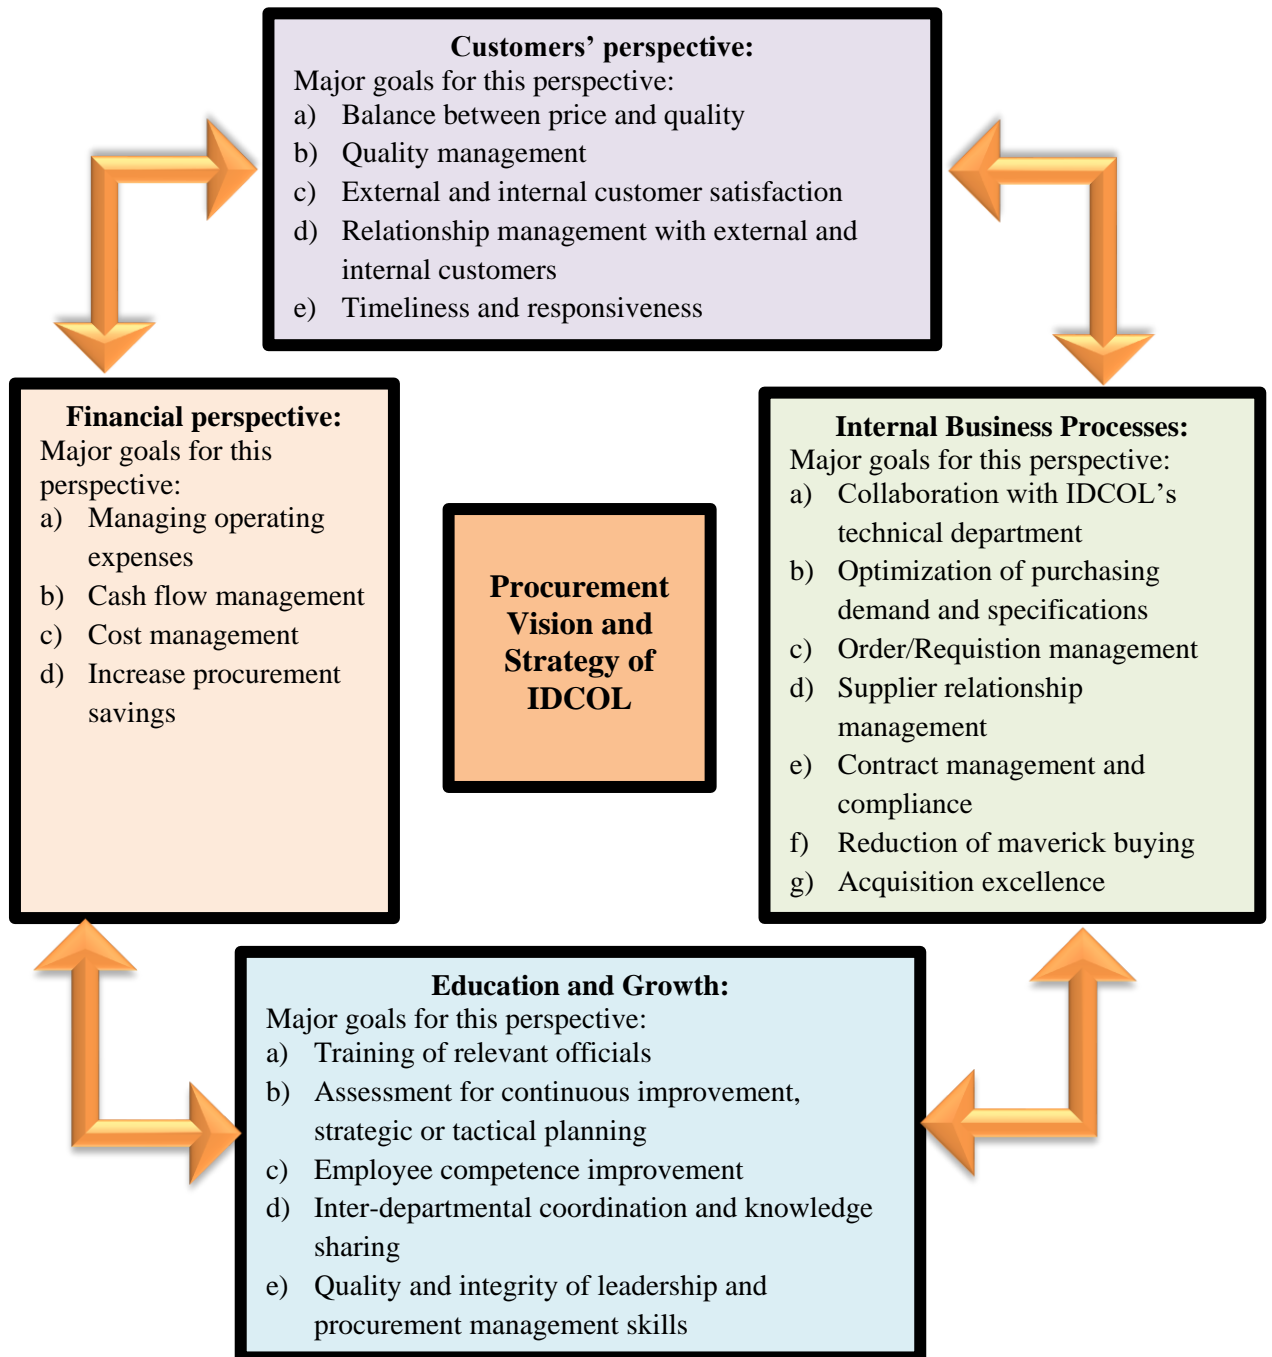 Customers’ perspective:
Major goals for this perspective:
a) Balance between price and quality
b) Quality management
c) External and internal customer satisfaction
d) Relationship management with external and
internal customers
e) Timeliness and responsiveness
Financial perspective:
Major goals for this
perspective:
a) Managing operating
expenses
b) Cash flow management
c) Cost management
d) Increase procurement
savings
Procurement
Vision and
Strategy of
IDCOL
Internal Business Processes:
Major goals for this perspective:
a) Collaboration with IDCOL’s
technical department
b) Optimization of purchasing
demand and specifications
c) Order/Requistion management
d) Supplier relationship
management
e) Contract management and
compliance
f) Reduction of maverick buying
g) Acquisition excellence
Education and Growth:
Major goals for this perspective:
a) Training of relevant officials
b) Assessment for continuous improvement,
strategic or tactical planning
c) Employee competence improvement
d) Inter-departmental coordination and knowledge
sharing
e) Quality and integrity of leadership and
procurement management skills